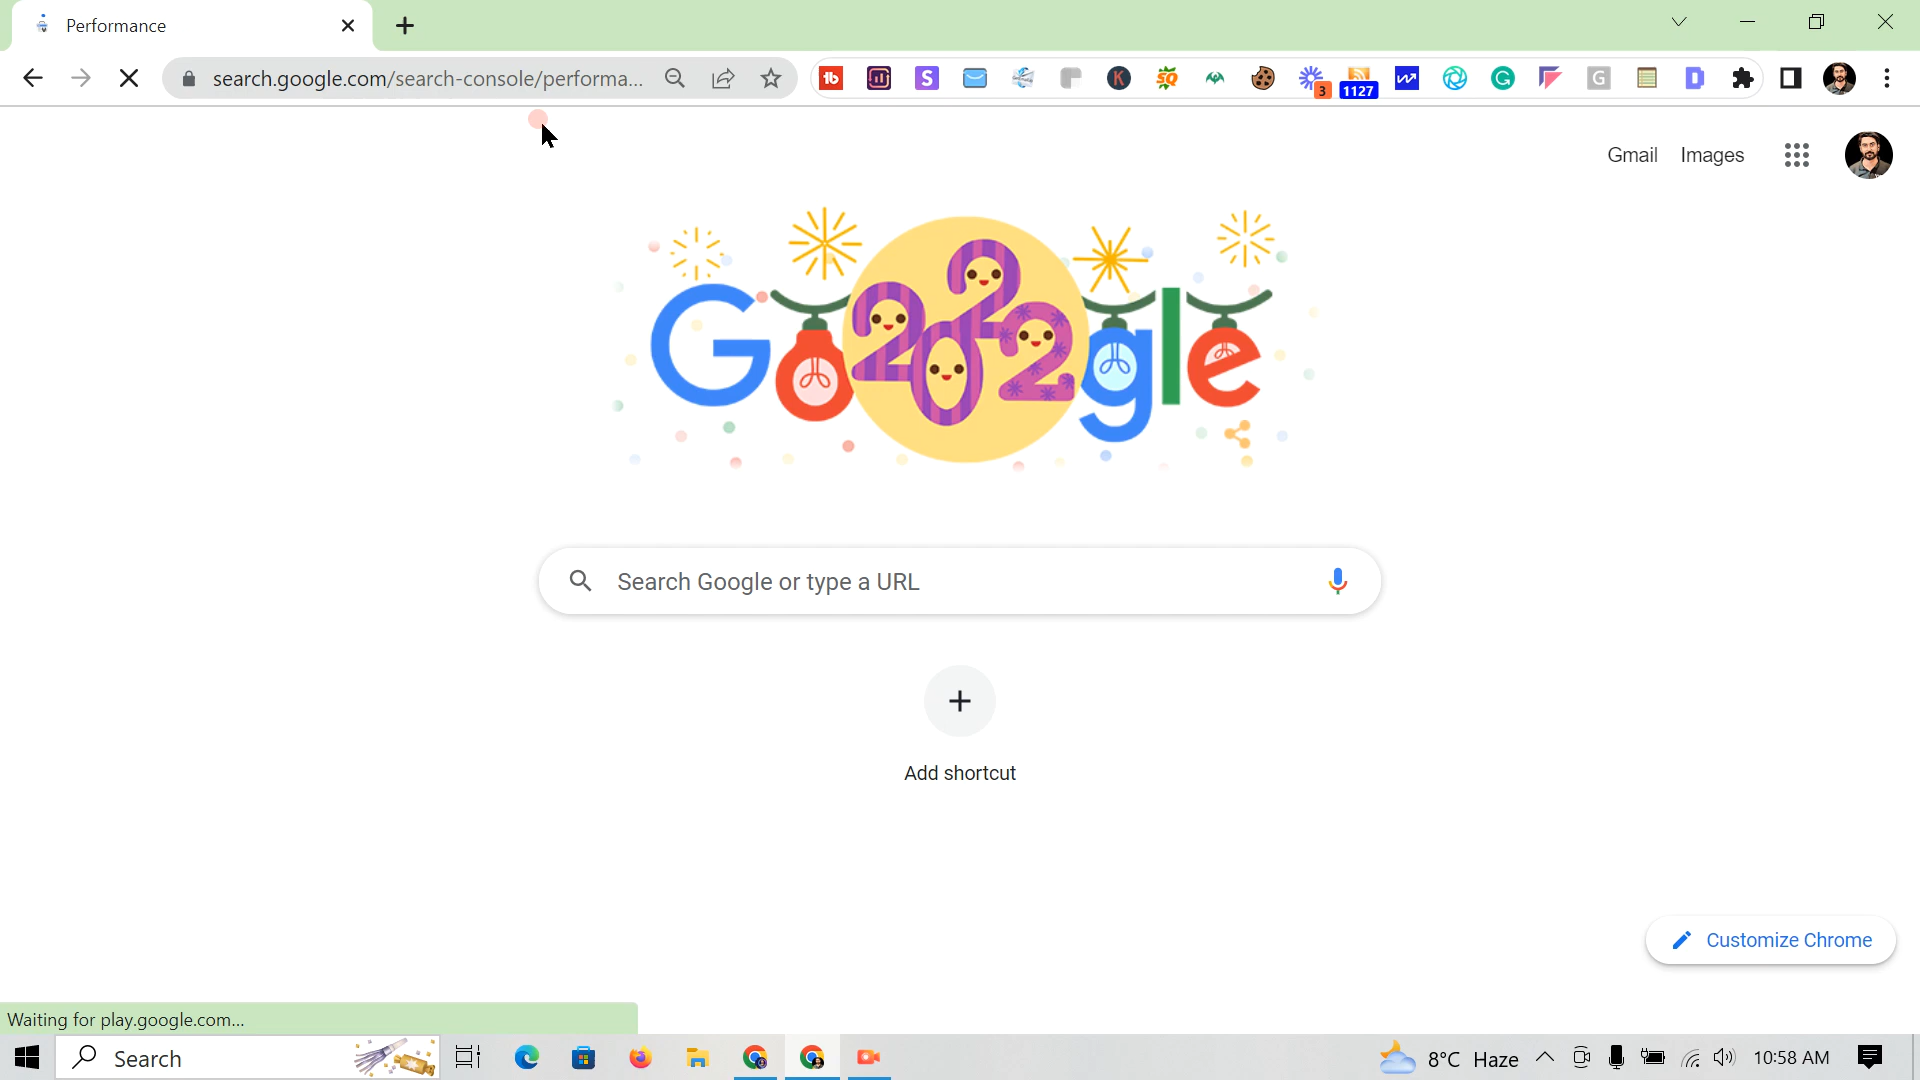 Performance
search.google.com/search-console/performa...
3
1127
Gmail Images
Go2022gle
Search Google or type a URL
Add shortcut
Customize Chrome
Waiting for play.google.com...
Search
8°C Haze
10:58 AM